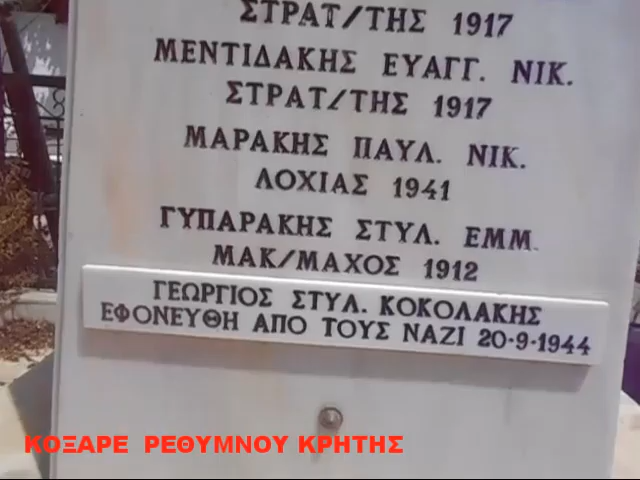 ΣΤΡΑΤ/ΤΗΣ 1917
ΜΕΝΤΙΔΑΚΗΣ ΕΥΑΓΓ. ΝΙΚ.
ΣΤΡΑΤ/ΤΗΣ 1917
ΜΑΡΑΚΗΣ ΠΑΥΛ. ΝΙΚ.
ΛΟΧΙΑΣ 1941
ΓΥΠΑΡΑΚΗΣ ΣΤΥΛ. ΕΜΜ.
ΜΑΚ/ΜΑΧΟΣ 1912
ΓΕΩΡΓΙΟΣ ΣΤΥΛ. ΚΟΚΟΛΑΚΗΣ
ΕΦΟΝΕΥΘΗ ΑΠΟ ΤΟΥΣ ΝΑΖΙ 20-9-1944
ΚΟΞΑΡΕ ΡΕΘΥΜΝΟΥ ΚΡΗΤΗΣ